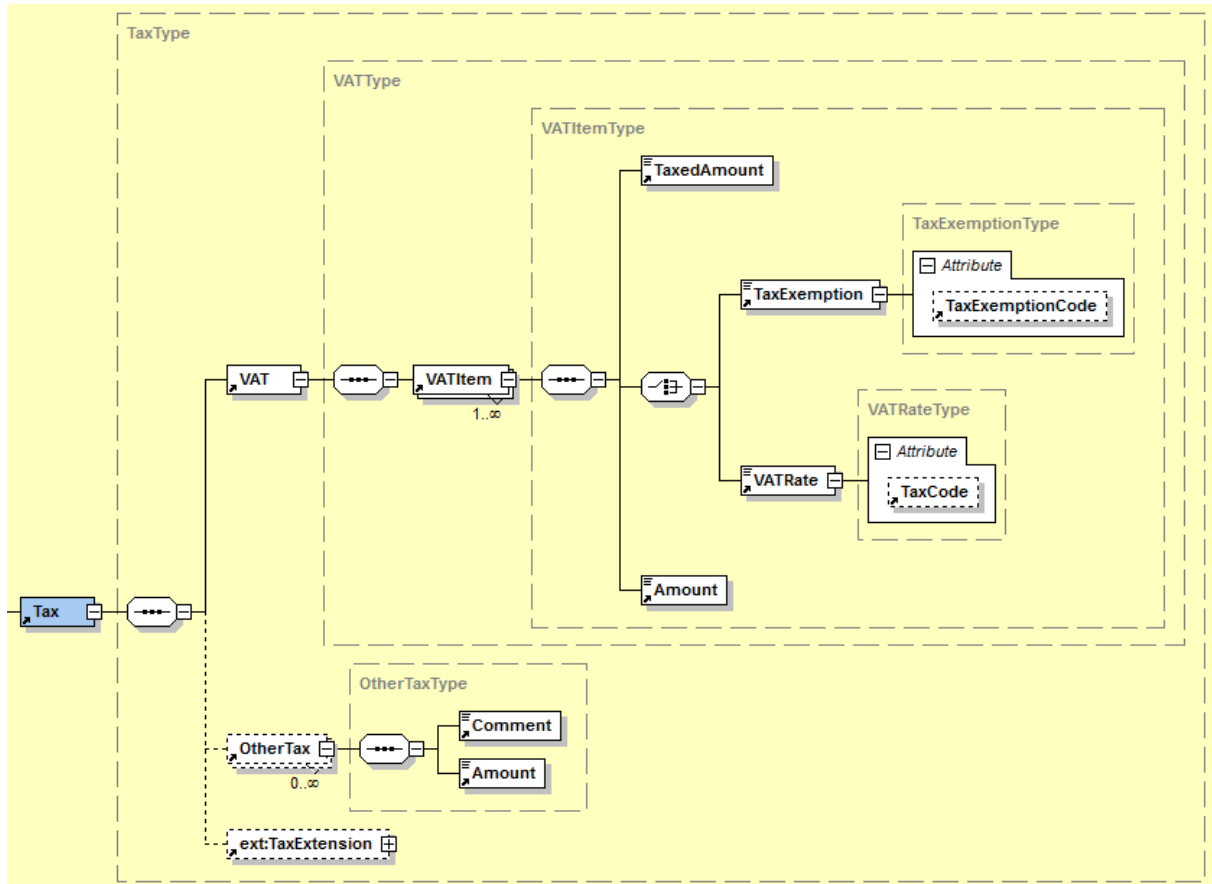 TaxType
VATType
VATItemType
TaxedAmount
TaxExemptionType
Attribute
TaxExemption
TaxExemptionCode
VAT
VATItem
1..∞
VATRateType
Attribute
VATRate
TaxCode
Amount
Tax
OtherTaxType
Comment
OtherTax
Amount
0..∞
ext:TaxExtension